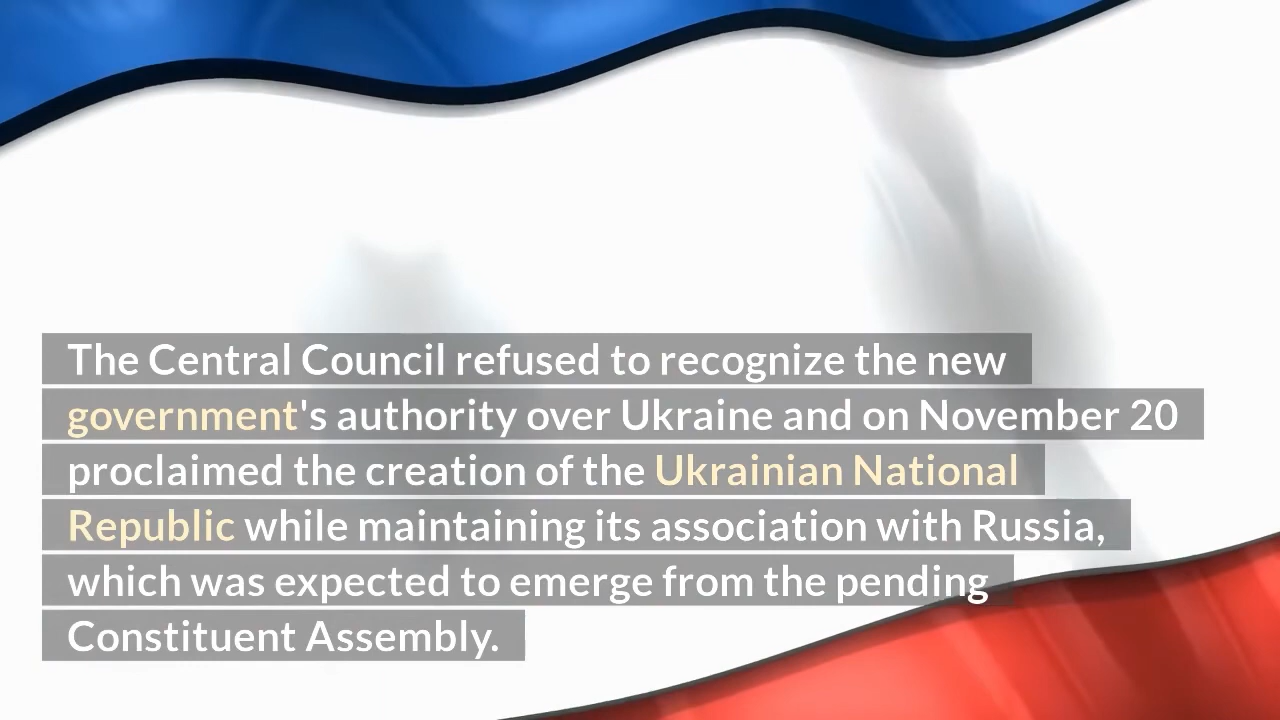 The Central Council refused to recognize the new
government's authority over Ukraine and on November 20
proclaimed the creation of the Ukrainian National
Republic while maintaining its association with Russia,
which was expected to emerge from the pending
Constituent Assembly.